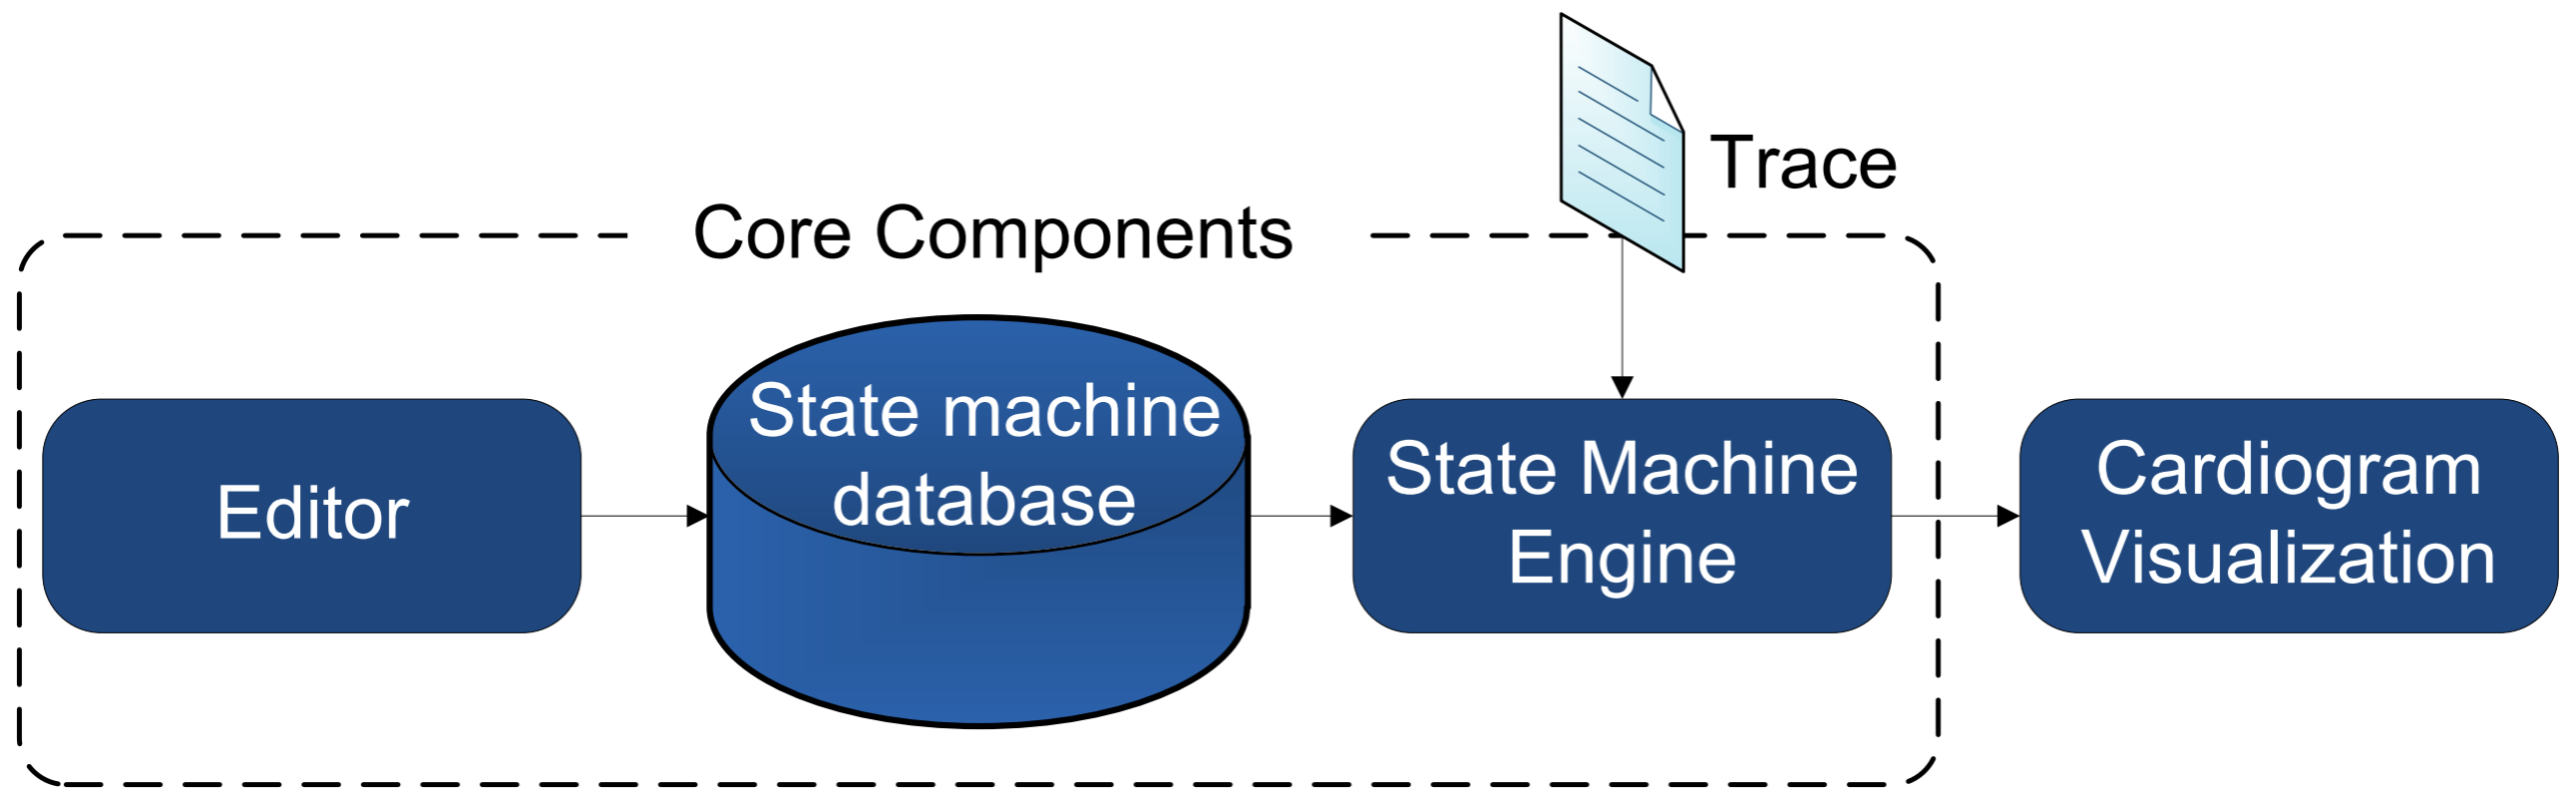 Trace
Core Components
Editor
State machine
database
State Machine
Engine
Cardiogram
Visualization